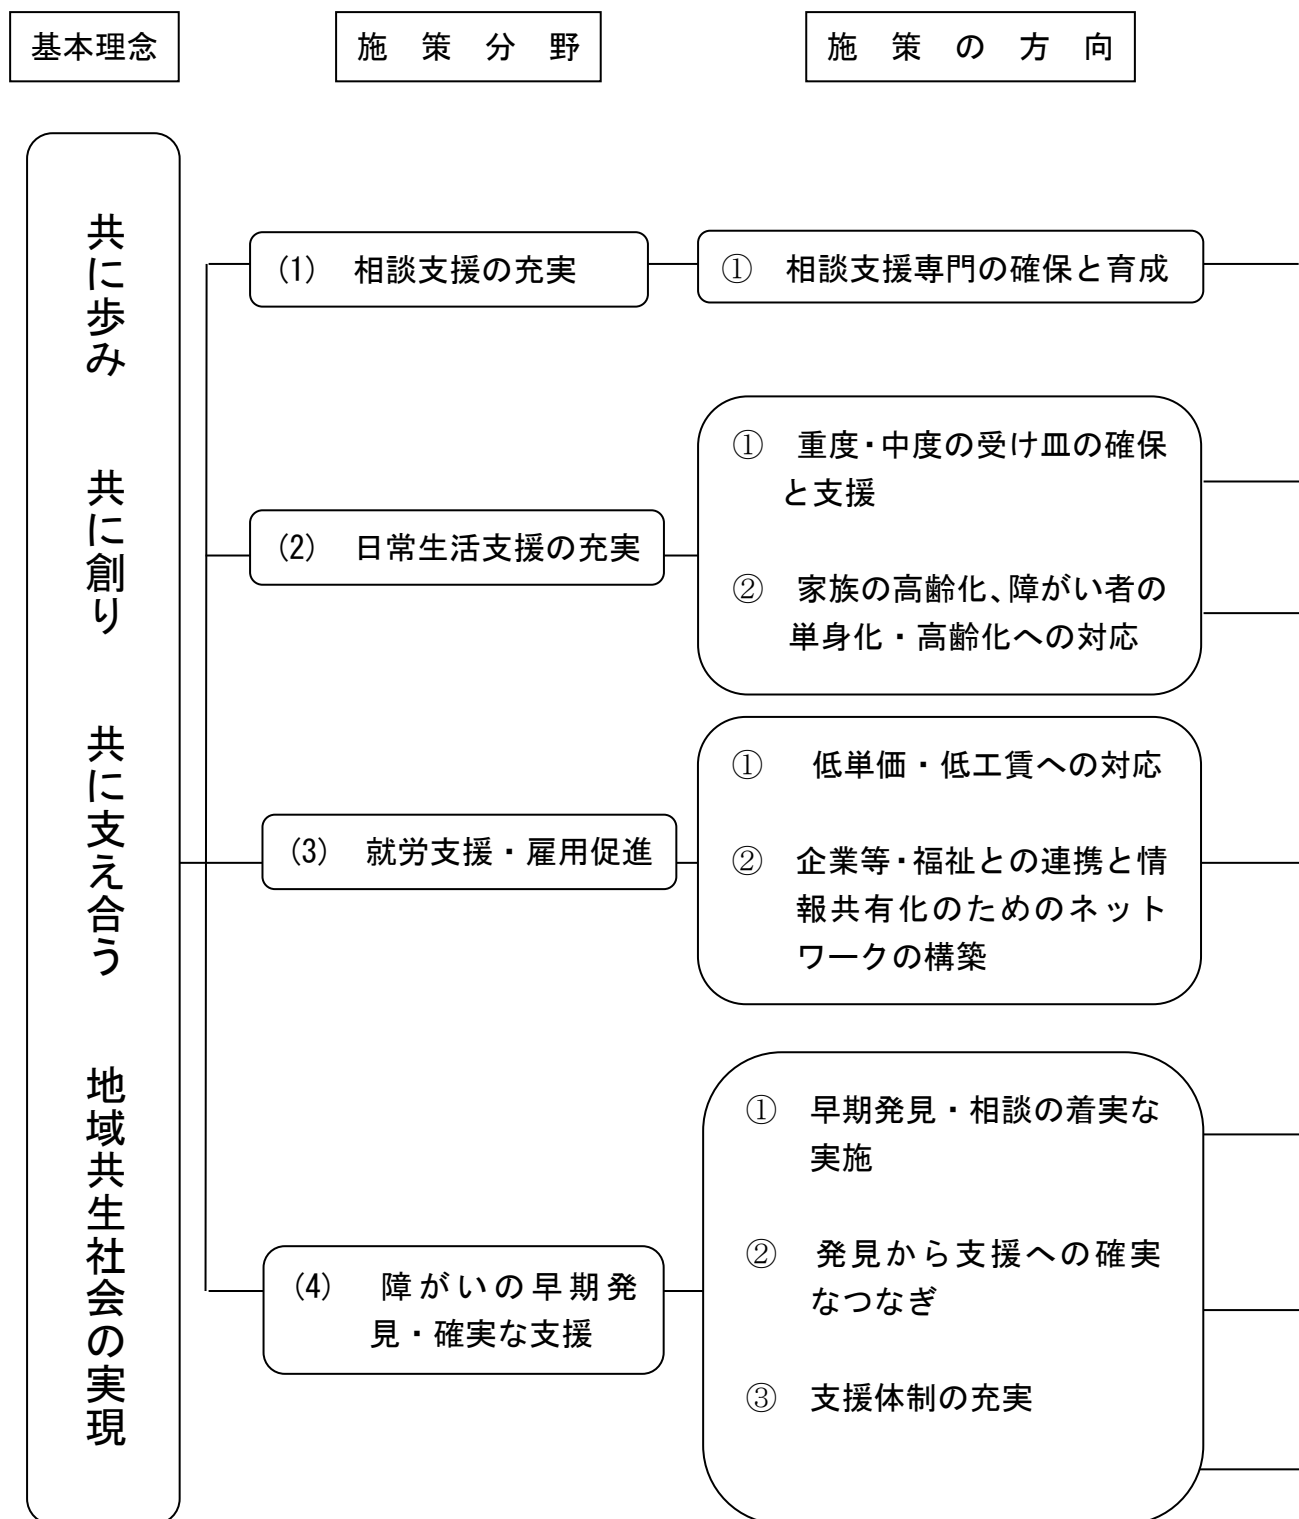 基本理念
施策分野
施策の方向
共に歩み　共に創り　共に支え合う　地域共生社会の実現
(1)　相談支援の充実
①　相談支援専門の確保と育成
(2)　日常生活支援の充実
①　重度・中度の受け皿の確保
と支援
②　家族の高齢化、障がい者の
単身化・高齢化への対応
(3)　就労支援・雇用促進
①　低単価・低工賃への対応
②　企業等・福祉との連携と情
報共有化のためのネット
ワークの構築
(4)　障がいの早期発
見・確実な支援
①　早期発見・相談の着実な
実施
②　発見から支援への確実
なつなぎ
③　支援体制の充実